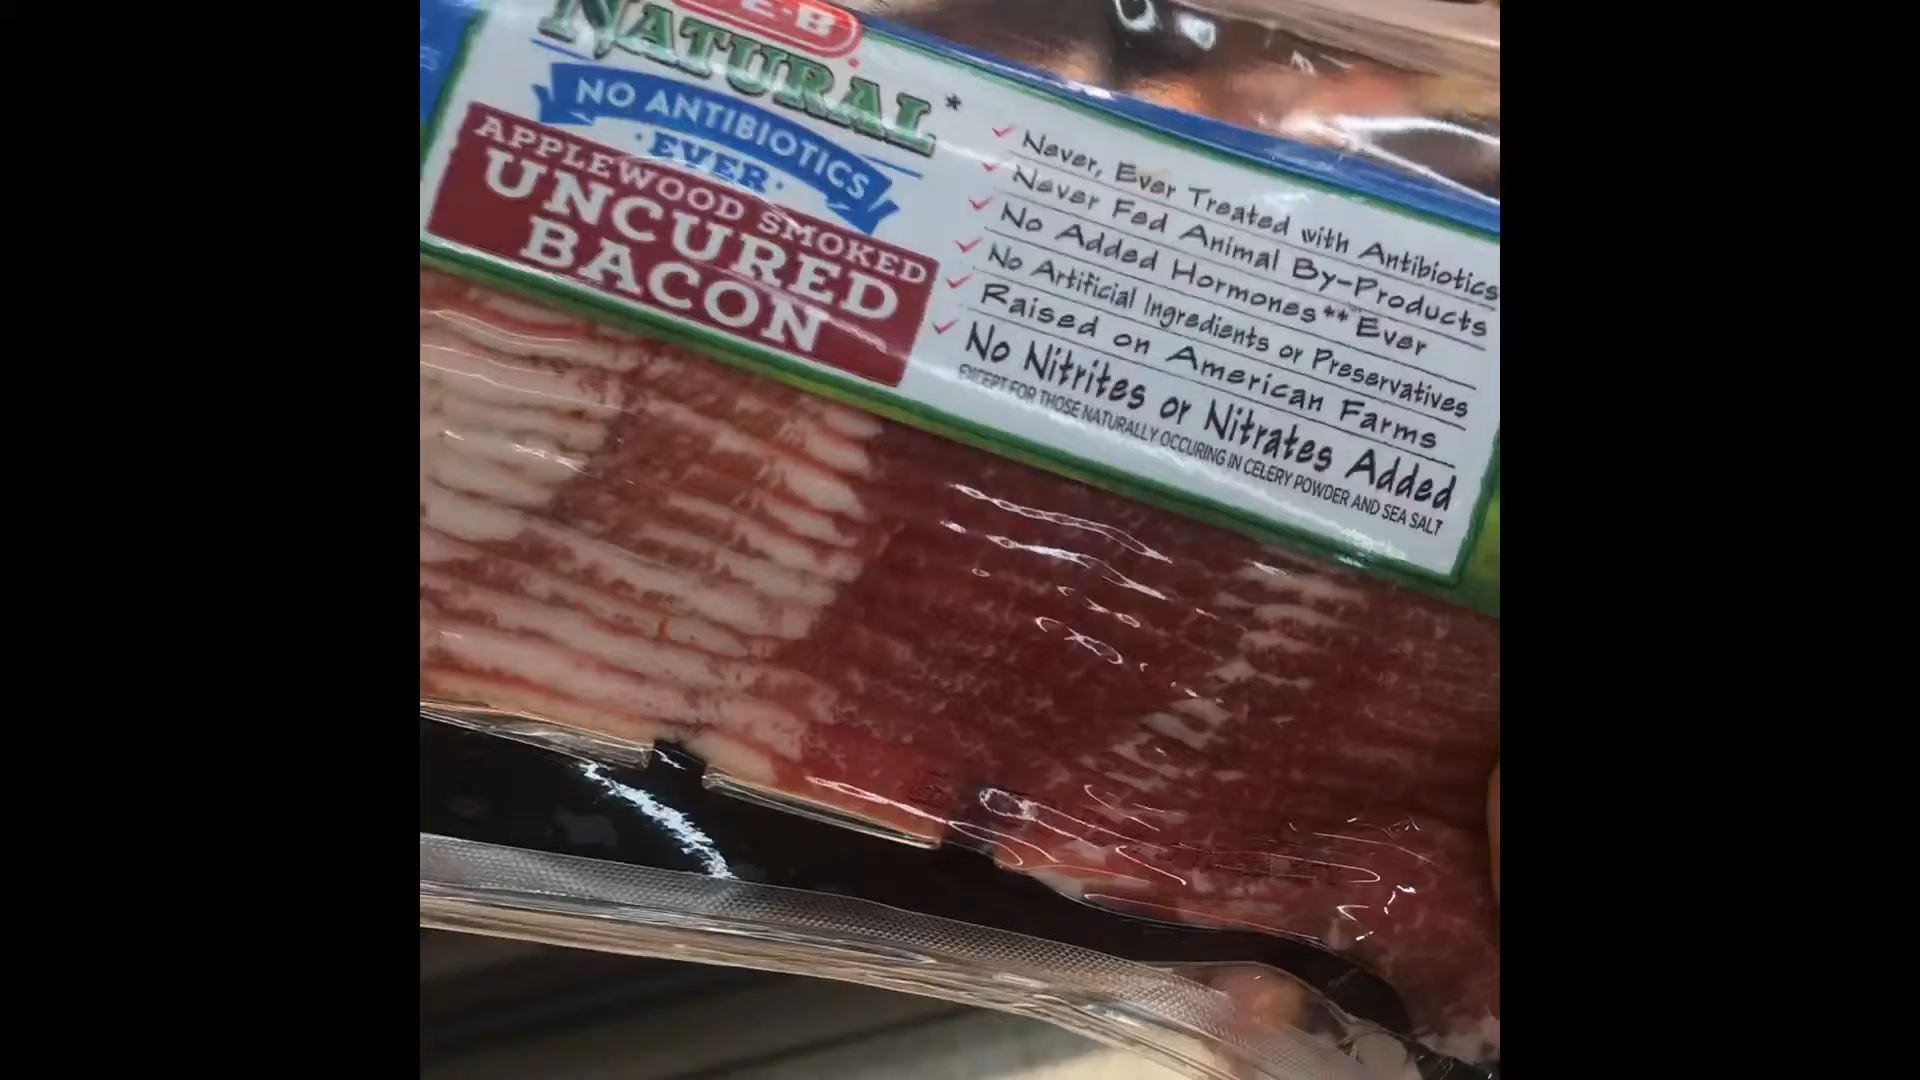 E-B
NATURAL*
NO ANTIBIOTICS
·EVER·
APPLEWOOD SMOKED
UNCURED
BACON
Never, Ever Treated with Antibiotics
Never Fed Animal By-Products
No Added Hormones** Ever
No Artificial Ingredients or Preservatives
Raised on American Farms
No Nitrites or Nitrates Added
EXCEPT FOR THOSE NATURALLY OCCURING IN CELERY POWDER AND SEA SALT